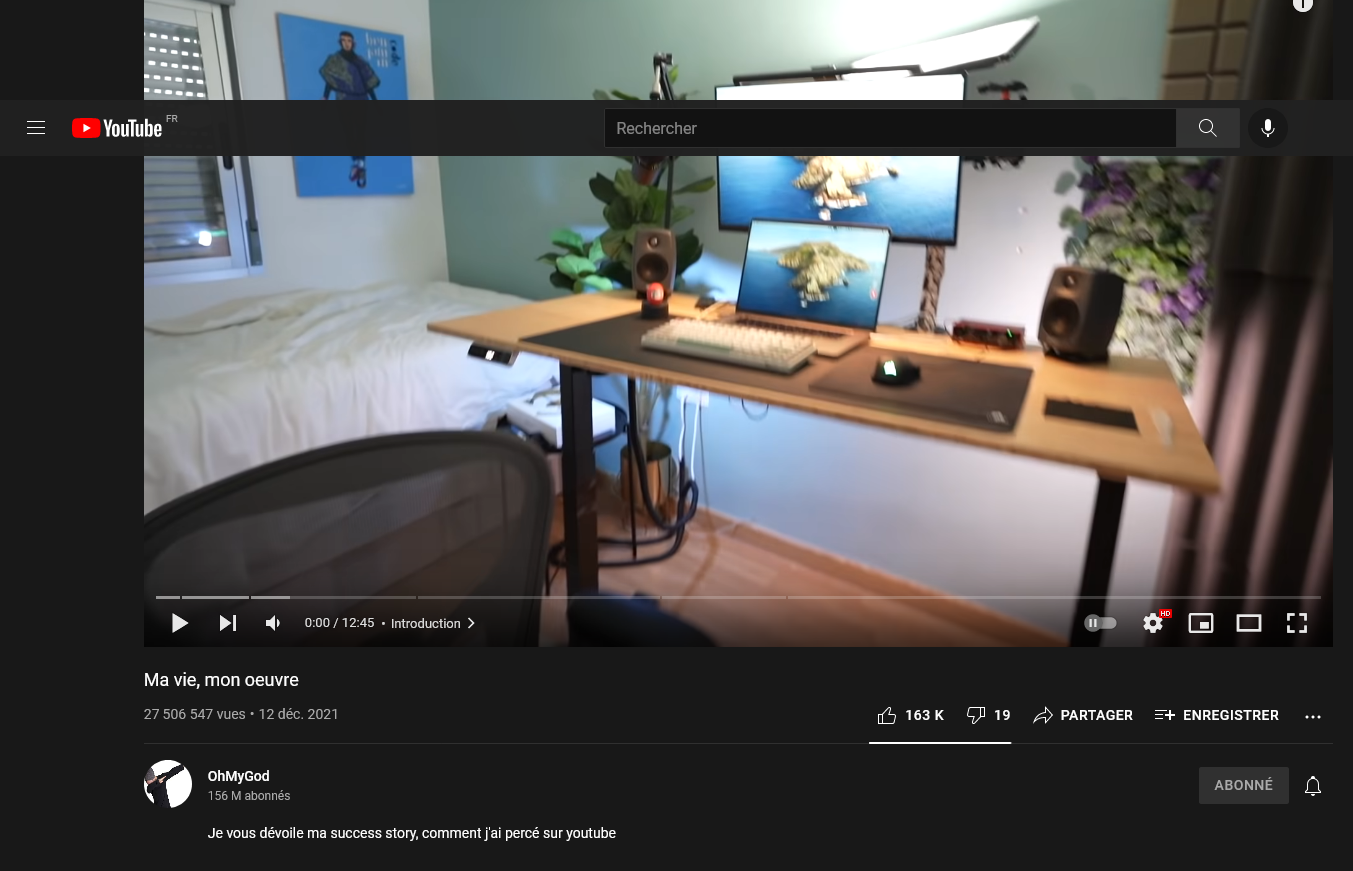 YouTube FR
Rechercher
0:00 / 12:45 • Introduction
HD
Ma vie, mon oeuvre
27 506 547 vues • 12 déc. 2021
163 K 19 PARTAGER ENREGISTRER
OhMyGod
156 M abonnés
ABONNÉ
Je vous dévoile ma success story, comment j'ai percé sur youtube